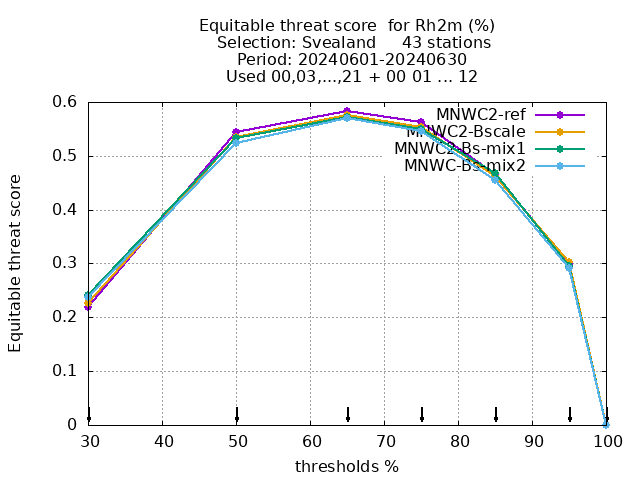 Equitable threat score  for Rh2m (%)
Selection: Svealand     43 stations
Period: 20240601-20240630
Used 00,03,...,21 + 00 01 ... 12
MNWC2-ref
MNWC2-Bscale
MNWC2-Bs-mix1
MNWC-Bs-mix2
Equitable threat score
0.6
0.5
0.4
0.3
0.2
0.1
0
30 40 50 60 70 80 90 100
thresholds %